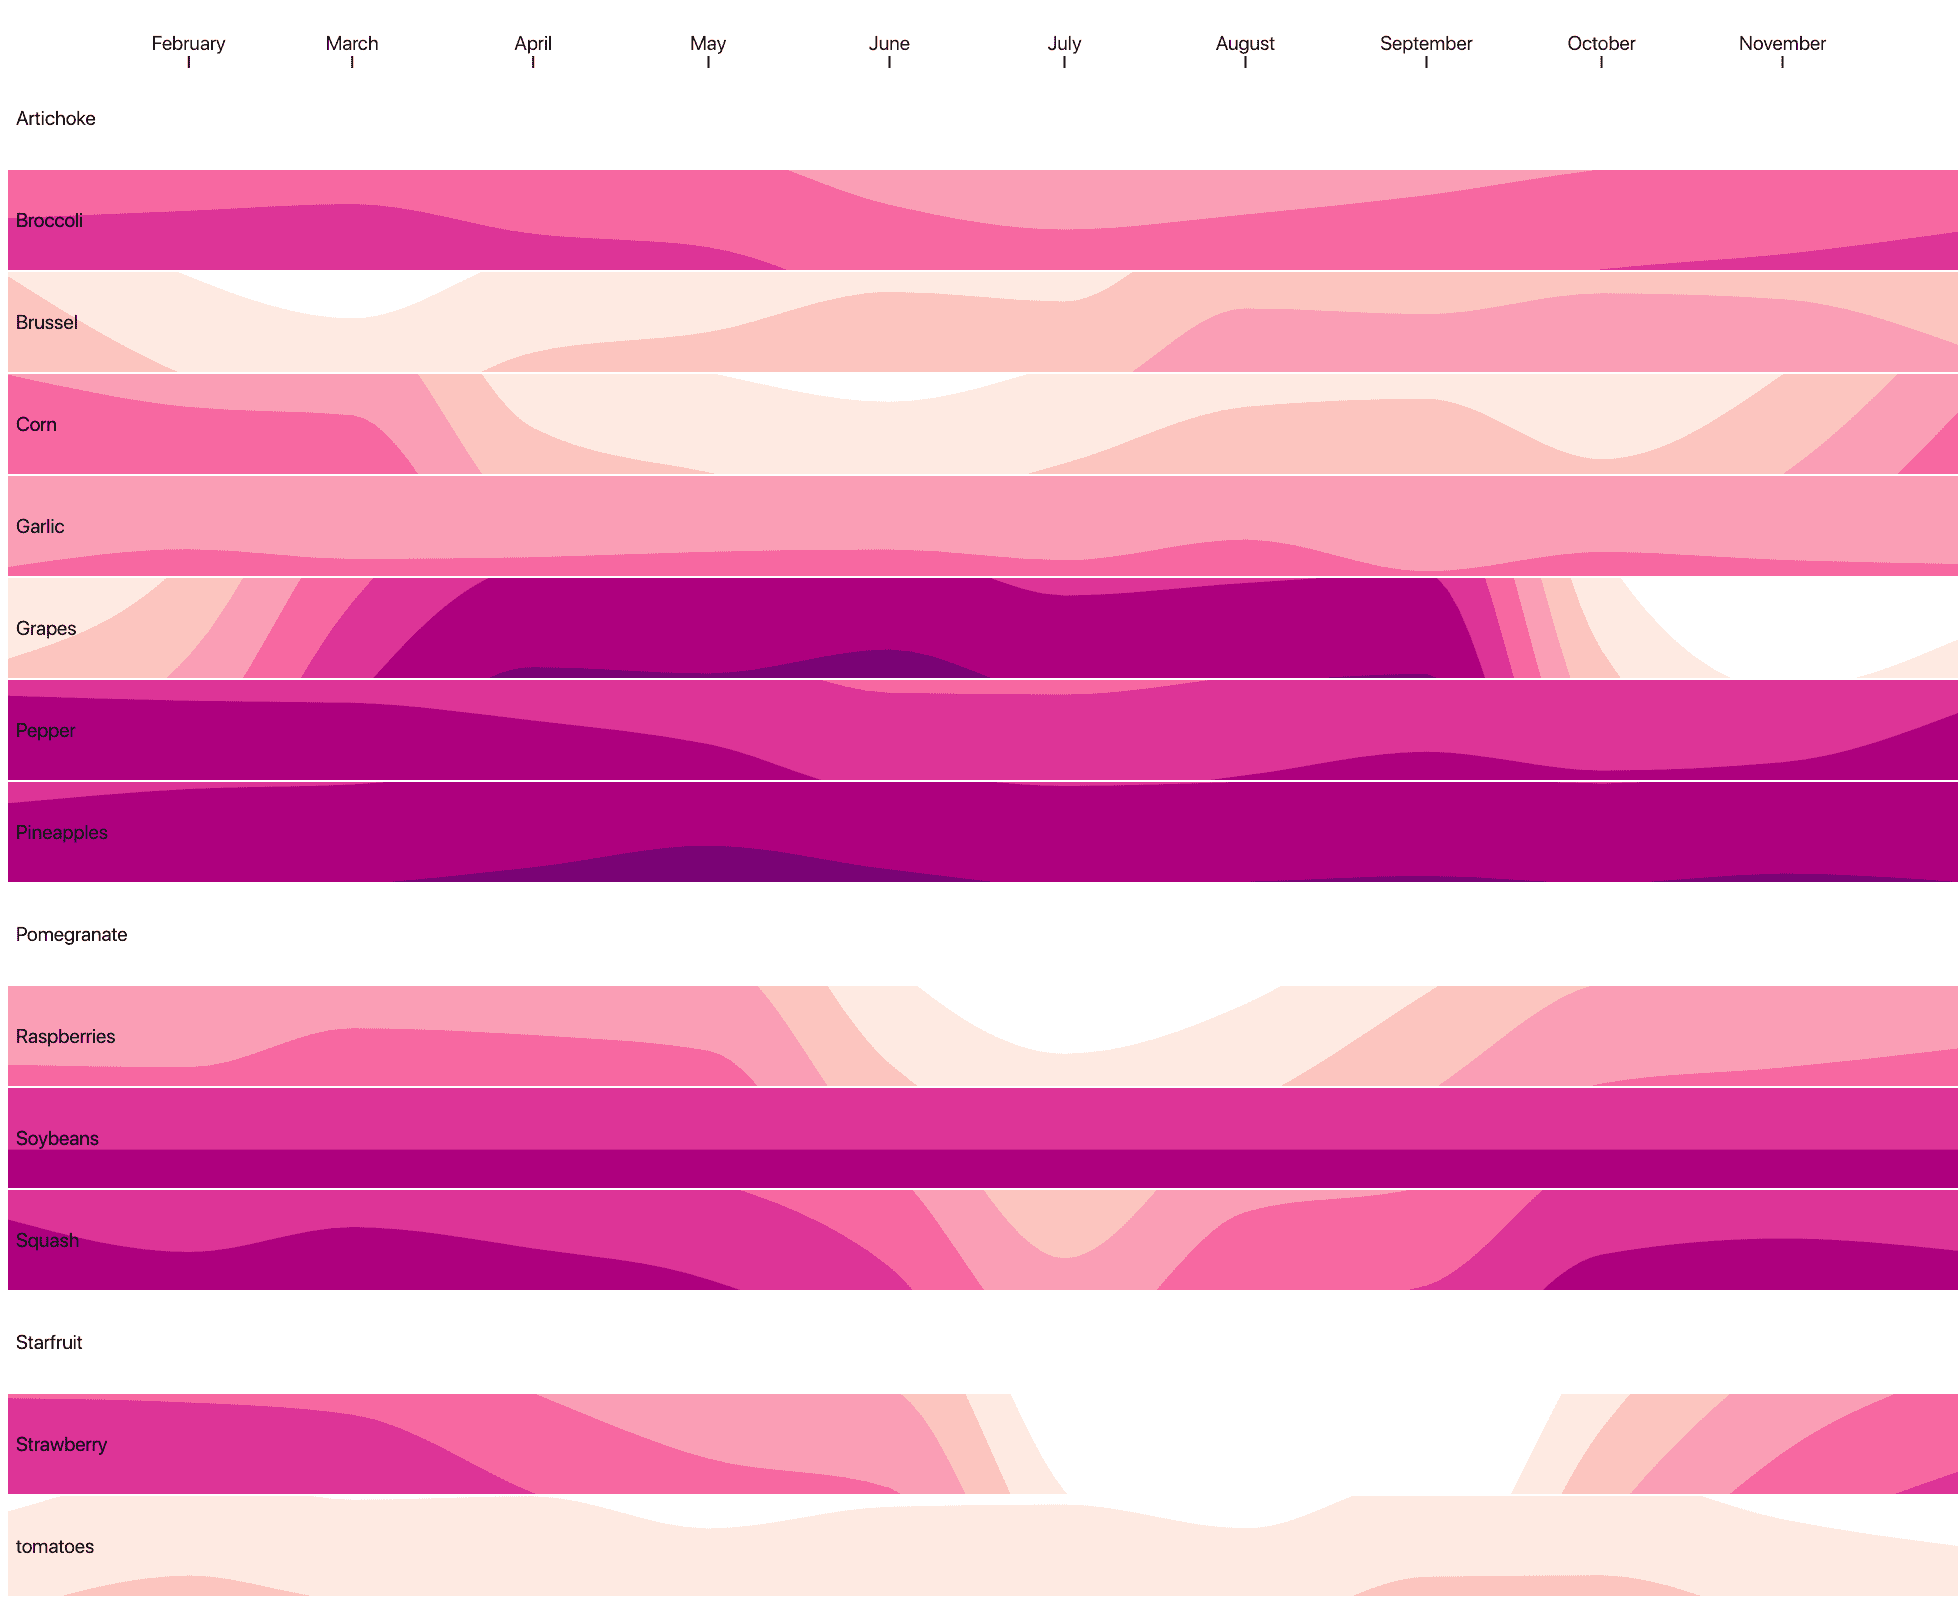 February March April May June July August September October November
Artichoke
Broccoli
Brussel
Corn
Garlic
Grapes
Pepper
Pineapples
Pomegranate
Raspberries
Soybeans
Squash
Starfruit
Strawberry
tomatoes